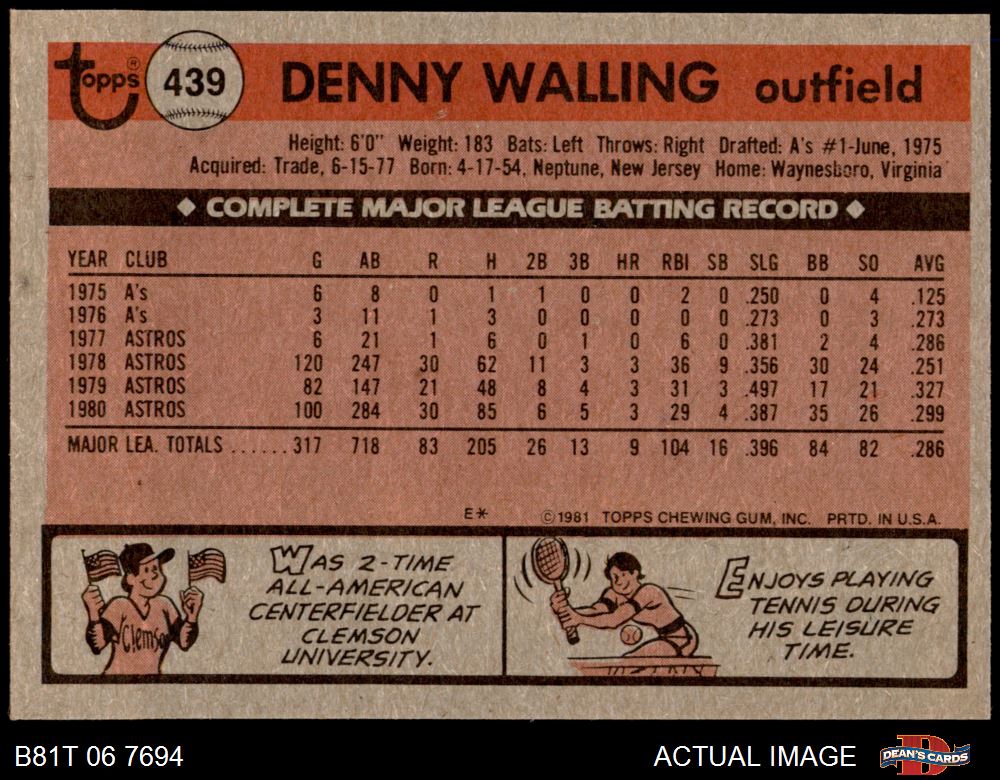 Topps® 439 DENNY WALLING outfield
Height: 6'0" Weight: 183 Bats: Left Throws: Right Drafted: A's #1-June, 1975
Acquired: Trade, 6-15-77 Born: 4-17-54, Neptune, New Jersey Home: Waynesboro, Virginia
◆ COMPLETE MAJOR LEAGUE BATTING RECORD ◆
YEAR CLUB G AB R H 2B 3B HR RBI SB SLG BB SO AVG
1975 A's 6 8 0 1 1 0 0 2 0 .250 0 4 .125
1976 A's 3 11 1 3 0 0 0 0 0 .273 0 3 .273
1977 ASTROS 6 21 1 6 0 1 0 6 0 .381 2 4 .286
1978 ASTROS 120 247 30 62 11 3 3 36 9 .356 30 24 .251
1979 ASTROS 82 147 21 48 8 4 3 31 3 .497 17 21 .327
1980 ASTROS 100 284 30 85 6 5 3 29 4 .387 35 26 .299
MAJOR LEA. TOTALS ...... 317 718 83 205 26 13 9 104 16 .396 84 82 .286
E* ©1981 TOPPS CHEWING GUM, INC. PRTD. IN U.S.A.
Clemson
WAS 2-TIME
ALL-AMERICAN
CENTERFIELDER AT
CLEMSON
UNIVERSITY.
ENJOYS PLAYING
TENNIS DURING
HIS LEISURE
TIME.
B81T 06 7694 ACTUAL IMAGE DEAN'S CARDS